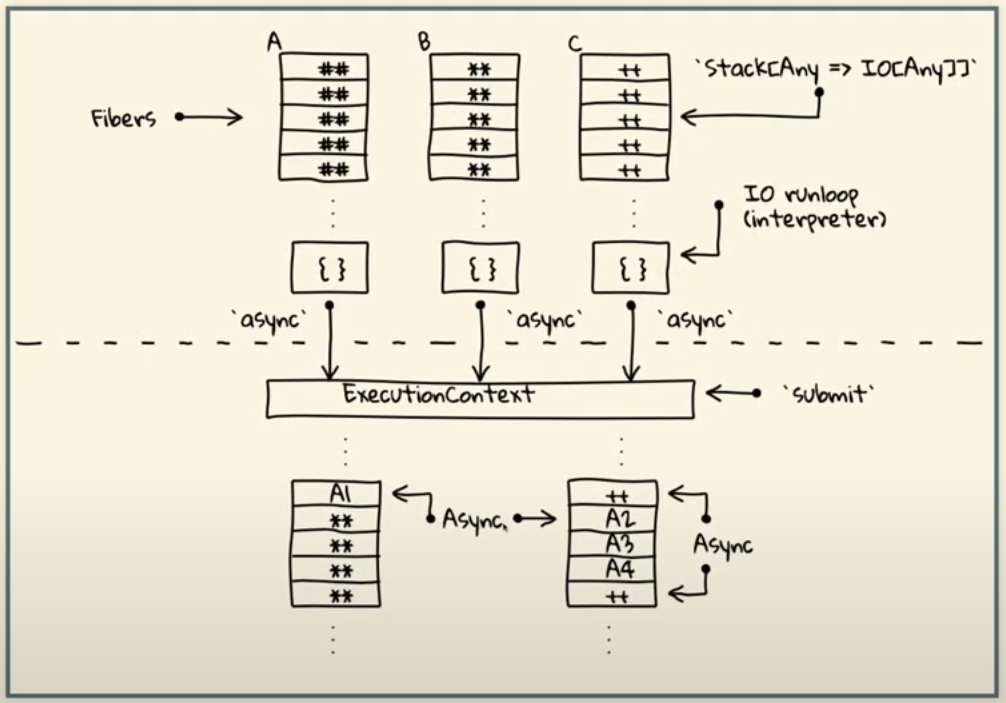 A
B
C
##
##
##
##
##
**
**
**
**
**
++
++
++
++
++
`Stack[Any => IO[Any]]`
Fibers
IO runloop
(interpreter)
{ }
{ }
{ }
`async`
`async`
`async`
ExecutionContext
`submit`
A1
**
**
**
**
Async
++
A2
A3
A4
++
Async